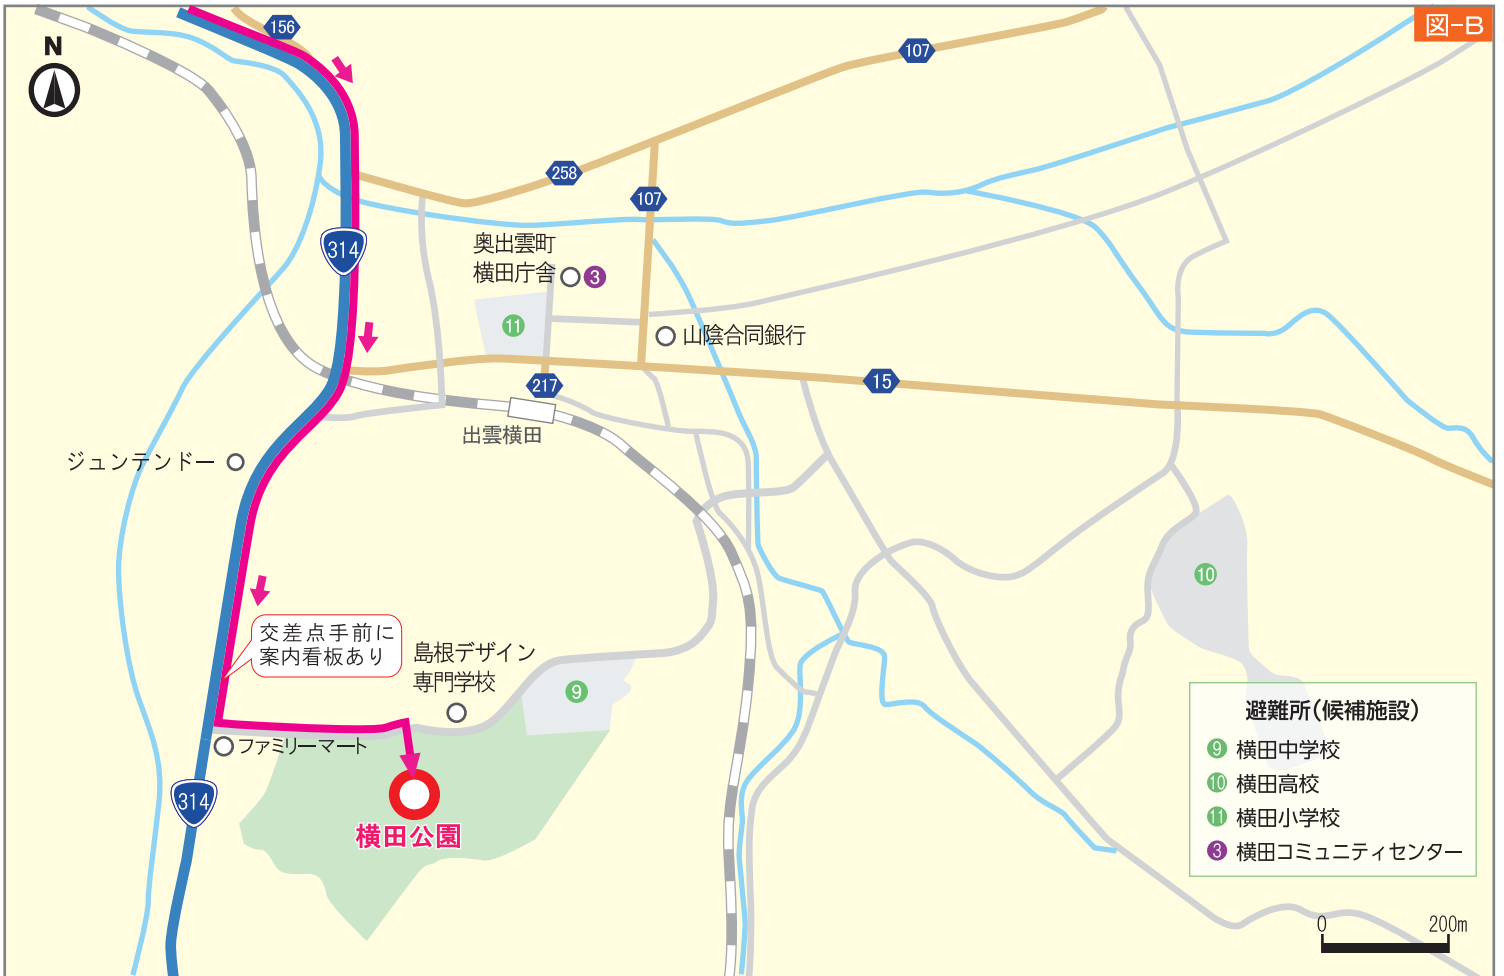 図-B
N
156
107
258
107
314
奥出雲町
横田庁舎
3
11
山陰合同銀行
217
15
出雲横田
ジュンテンドー
10
交差点手前に
案内看板あり
島根デザイン
専門学校
9
ファミリーマート
314
横田公園
避難所(候補施設)
9 横田中学校
10 横田高校
11 横田小学校
3 横田コミュニティセンター
0 200m